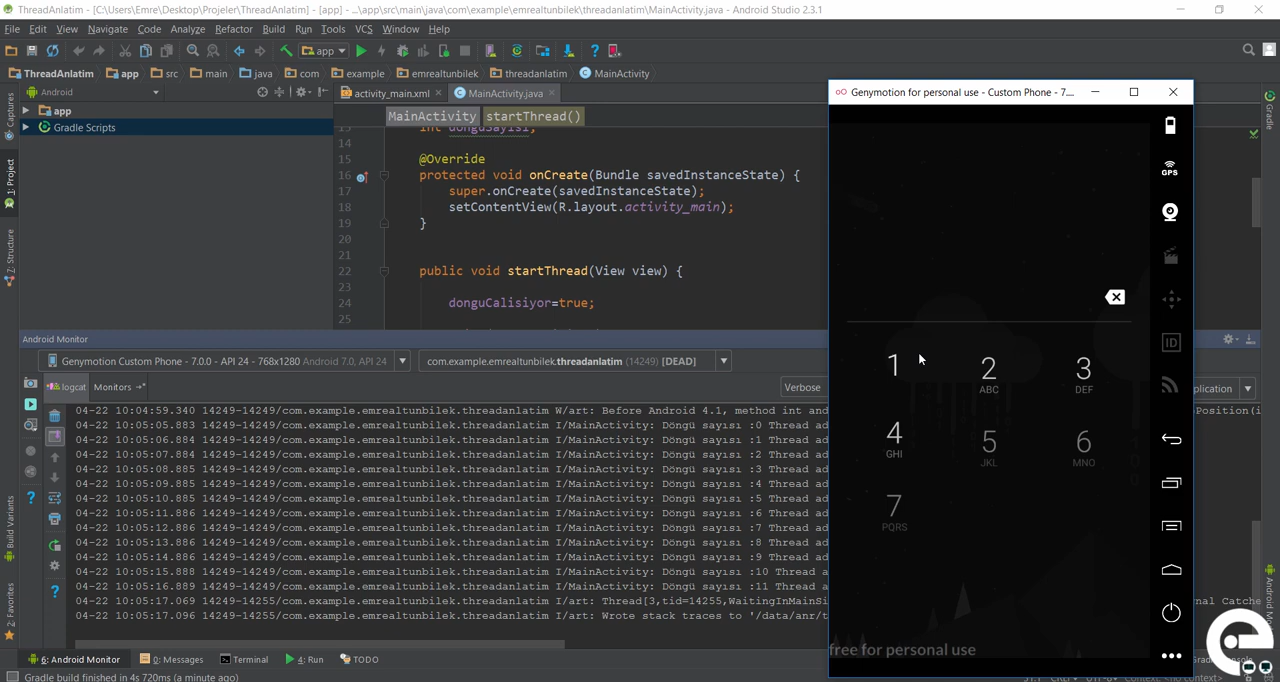 ThreadAnlatim - [C:\Users\Emre\Desktop\Projeler\ThreadAnlatim] - [app] - ...\app\src\main\java\com\example\emrealtunbilek\threadanlatim\MainActivity.java - Android Studio 2.3.1
File Edit View Navigate Code Analyze Refactor Build Run Tools VCS Window Help
app
ThreadAnlatim app src main java com example emrealtunbilek threadanlatim MainActivity
Android
activity_main.xml MainActivity.java
app
Gradle Scripts
Captures
1: Project
7: Structure
Build Variants
2: Favorites
Gradle
MainActivity startThread()
int donguSayisi;
14
15 @Override
16 protected void onCreate(Bundle savedInstanceState) {
17 super.onCreate(savedInstanceState);
18 setContentView(R.layout.activity_main);
19 }
20
21
22 public void startThread(View view) {
23
24 donguCalisiyor=true;
25
Android Monitor
Genymotion Custom Phone - 7.0.0 - API 24 - 768x1280 Android 7.0, API 24 com.example.emrealtunbilek.threadanlatim (14249) [DEAD]
logcat Monitors Verbose
04-22 10:04:59.340 14249-14249/com.example.emrealtunbilek.threadanlatim W/art: Before Android 4.1, method int and
04-22 10:05:05.883 14249-14249/com.example.emrealtunbilek.threadanlatim I/MainActivity: Döngü sayısı :0 Thread ad
04-22 10:05:06.884 14249-14249/com.example.emrealtunbilek.threadanlatim I/MainActivity: Döngü sayısı :1 Thread ad
04-22 10:05:07.884 14249-14249/com.example.emrealtunbilek.threadanlatim I/MainActivity: Döngü sayısı :2 Thread ad
04-22 10:05:08.885 14249-14249/com.example.emrealtunbilek.threadanlatim I/MainActivity: Döngü sayısı :3 Thread ad
04-22 10:05:09.885 14249-14249/com.example.emrealtunbilek.threadanlatim I/MainActivity: Döngü sayısı :4 Thread ad
04-22 10:05:10.885 14249-14249/com.example.emrealtunbilek.threadanlatim I/MainActivity: Döngü sayısı :5 Thread ad
04-22 10:05:11.886 14249-14249/com.example.emrealtunbilek.threadanlatim I/MainActivity: Döngü sayısı :6 Thread ad
04-22 10:05:12.886 14249-14249/com.example.emrealtunbilek.threadanlatim I/MainActivity: Döngü sayısı :7 Thread ad
04-22 10:05:13.886 14249-14249/com.example.emrealtunbilek.threadanlatim I/MainActivity: Döngü sayısı :8 Thread ad
04-22 10:05:14.886 14249-14249/com.example.emrealtunbilek.threadanlatim I/MainActivity: Döngü sayısı :9 Thread ad
04-22 10:05:15.888 14249-14249/com.example.emrealtunbilek.threadanlatim I/MainActivity: Döngü sayısı :10 Thread a
04-22 10:05:16.889 14249-14249/com.example.emrealtunbilek.threadanlatim I/MainActivity: Döngü sayısı :11 Thread a
04-22 10:05:17.069 14249-14255/com.example.emrealtunbilek.threadanlatim I/art: Thread[3,tid=14255,WaitingInMainSi
04-22 10:05:17.096 14249-14255/com.example.emrealtunbilek.threadanlatim I/art: Wrote stack traces to '/data/anr/t
6: Android Monitor 0: Messages Terminal 4: Run TODO
Gradle build finished in 4s 720ms (a minute ago)
Genymotion for personal use - Custom Phone - 7....
GPS
ID
1 2 3
ABC DEF
4 5 6
GHI JKL MNO
7
PQRS
free for personal use
plication
Position(i
nal Catche